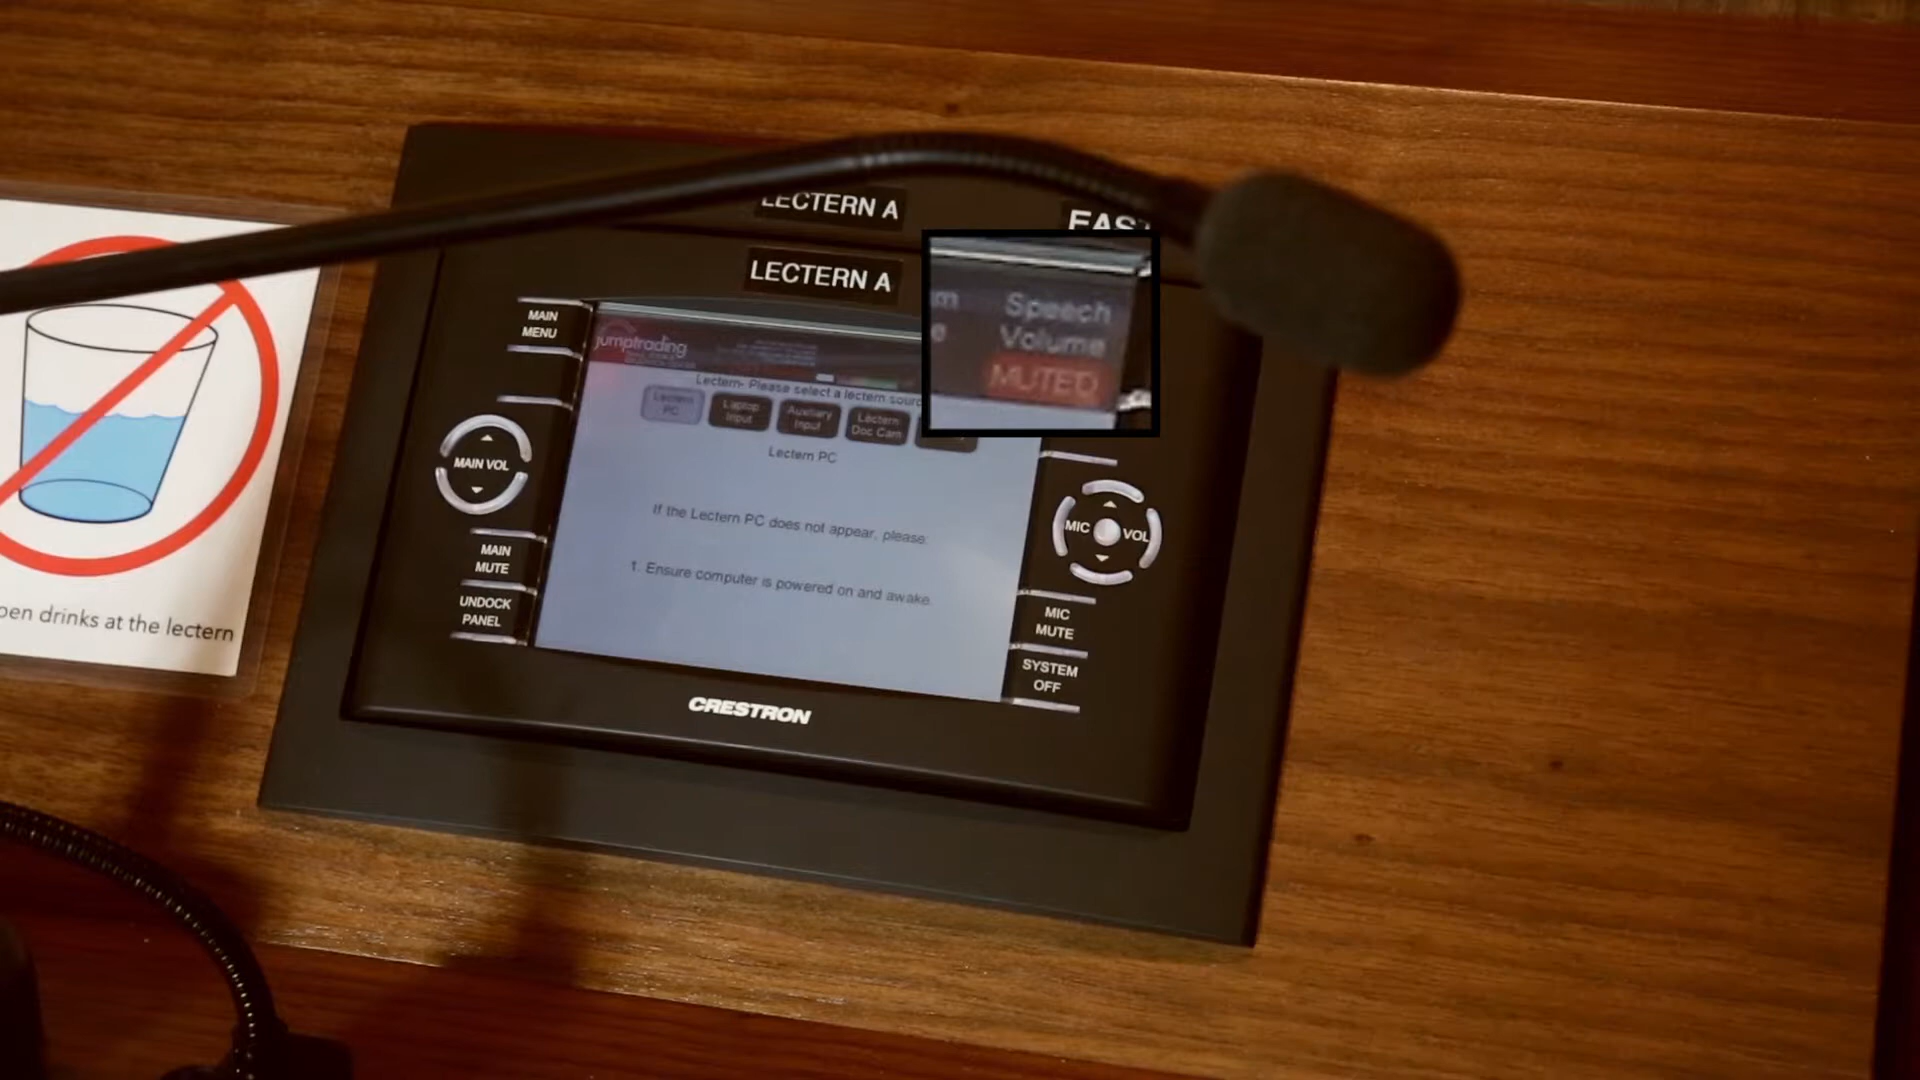 LECTERN A
EAST
LECTERN A
MAIN
MENU
Speech
Volume
MUTED
jumptrading
Lectern- Please select a lectern
Lectern
PC
Laptop
Input
Auxiliary
Input
Lectern
Doc Cam
Lectern PC
If the Lectern PC does not appear, please:
1. Ensure computer is powered on and awake.
MAIN VOL
MAIN
MUTE
UNDOCK
PANEL
MIC VOL
MIC
MUTE
SYSTEM
OFF
CRESTRON
drinks at the lectern